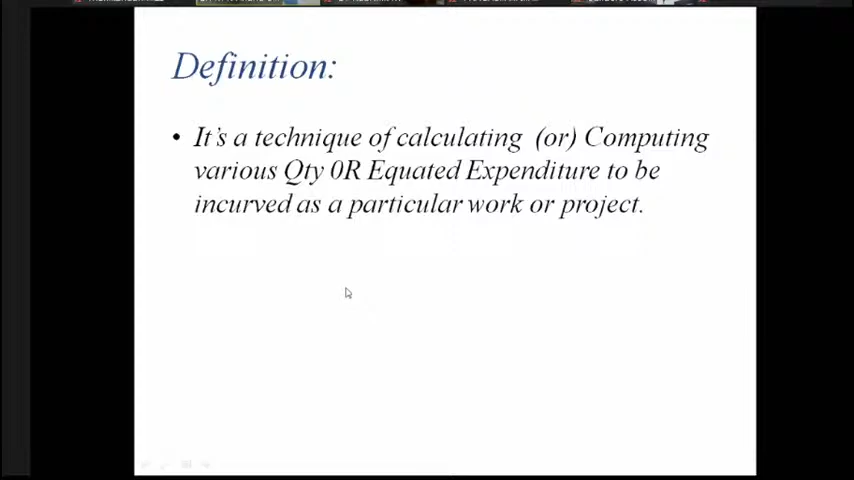 Definition:
• It's a technique of calculating (or) Computing
various Qty 0R Equated Expenditure to be
incurved as a particular work or project.